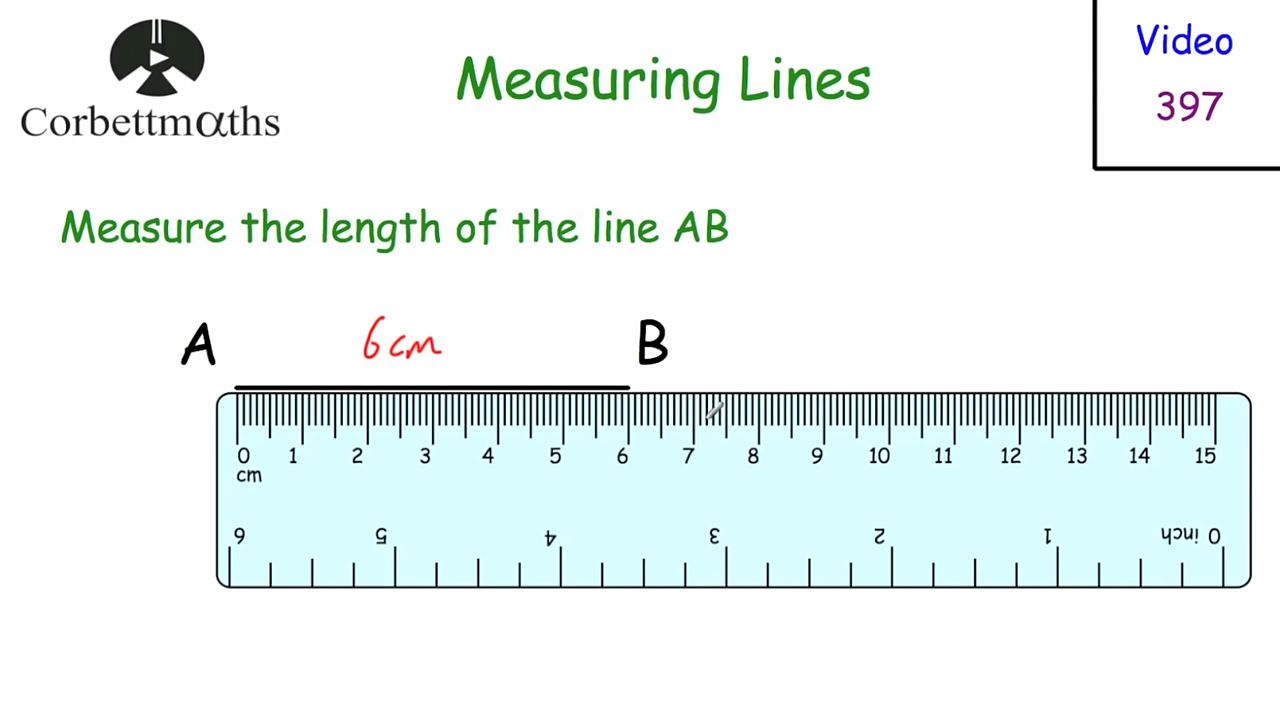 Corbettmαths
Measuring Lines
Video
397
Measure the length of the line AB
A 6cm B
0 1 2 3 4 5 6 7 8 9 10 11 12 13 14 15
cm
6 5 4 3 2 1 0 inch